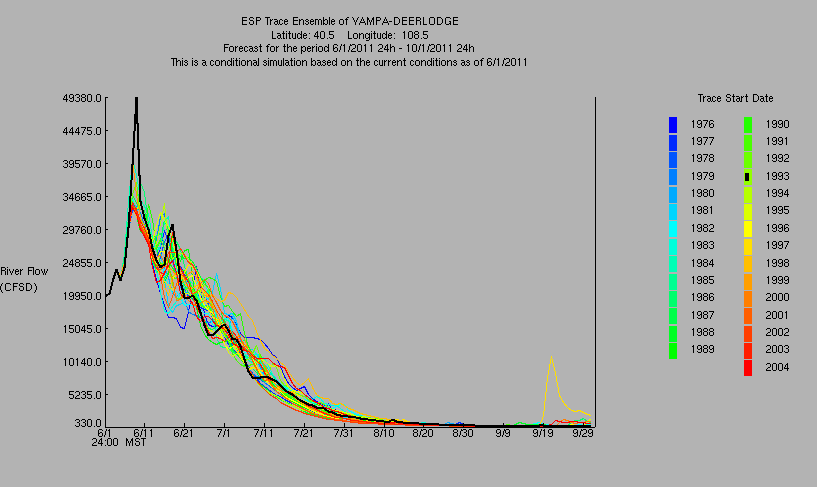 ESP Trace Ensemble of YAMPA-DEERLODGE
Latitude: 40.5 Longitude: 108.5
Forecast for the period 6/1/2011 24h - 10/1/2011 24h
This is a conditional simulation based on the current conditions as of 6/1/2011
49380.0
44475.0
39570.0
34665.0
29760.0
24855.0
19950.0
15045.0
10140.0
5235.0
330.0
River Flow
(CFSD)
6/1 6/11 6/21 7/1 7/11 7/21 7/31 8/10 8/20 8/30 9/9 9/19 9/29
24:00 MST
Trace Start Date
1976 1990
1977 1991
1978 1992
1979 1993
1980 1994
1981 1995
1982 1996
1983 1997
1984 1998
1985 1999
1986 2000
1987 2001
1988 2002
1989 2003
2004